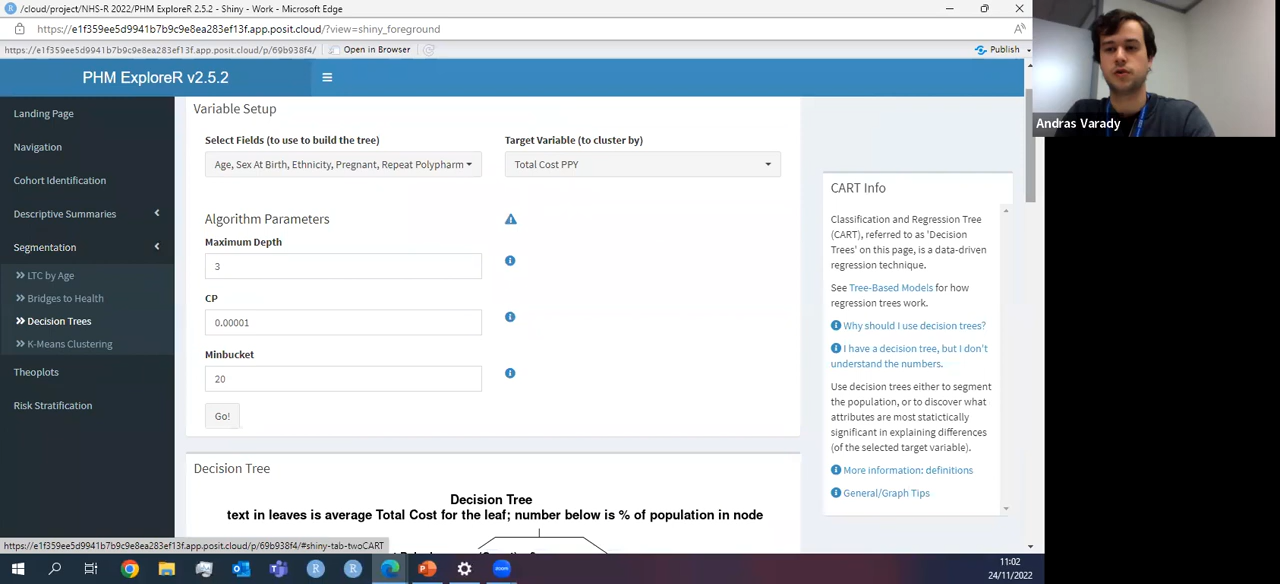 /cloud/project/NHS-R 2022/PHM ExploreR 2.5.2 - Shiny - Work - Microsoft Edge
https://e1f359ee5d9941b7b9c9e8ea283ef13f.app.posit.cloud/?view=shiny_foreground
https://e1f359ee5d9941b7b9c9e8ea283ef13f.app.posit.cloud/p/69b938f4/
Open in Browser
Publish
PHM ExploreR v2.5.2
Landing Page
Navigation
Cohort Identification
Descriptive Summaries
Segmentation
LTC by Age
Bridges to Health
Decision Trees
K-Means Clustering
Theoplots
Risk Stratification
Variable Setup
Select Fields (to use to build the tree)
Age, Sex At Birth, Ethnicity, Pregnant, Repeat Polypharm
Target Variable (to cluster by)
Total Cost PPY
Algorithm Parameters
Maximum Depth
3
CP
0.00001
Minbucket
20
Go!
Decision Tree
Decision Tree
text in leaves is average Total Cost for the leaf; number below is % of population in node
CART Info
Classification and Regression Tree
(CART), referred to as 'Decision
Trees' on this page, is a data-driven
regression technique.
See Tree-Based Models for how
regression trees work.
Why should I use decision trees?
I have a decision tree, but I don't
understand the numbers.
Use decision trees either to segment
the population, or to discover what
attributes are most statictically
significant in explaining differences
(of the selected target variable).
More information: definitions
General/Graph Tips
Andras Varady
https://e1f359ee5d9941b7b9c9e8ea283ef13f.app.posit.cloud/p/69b938f4/#shiny-tab-twoCART
zoom
11:02
24/11/2022